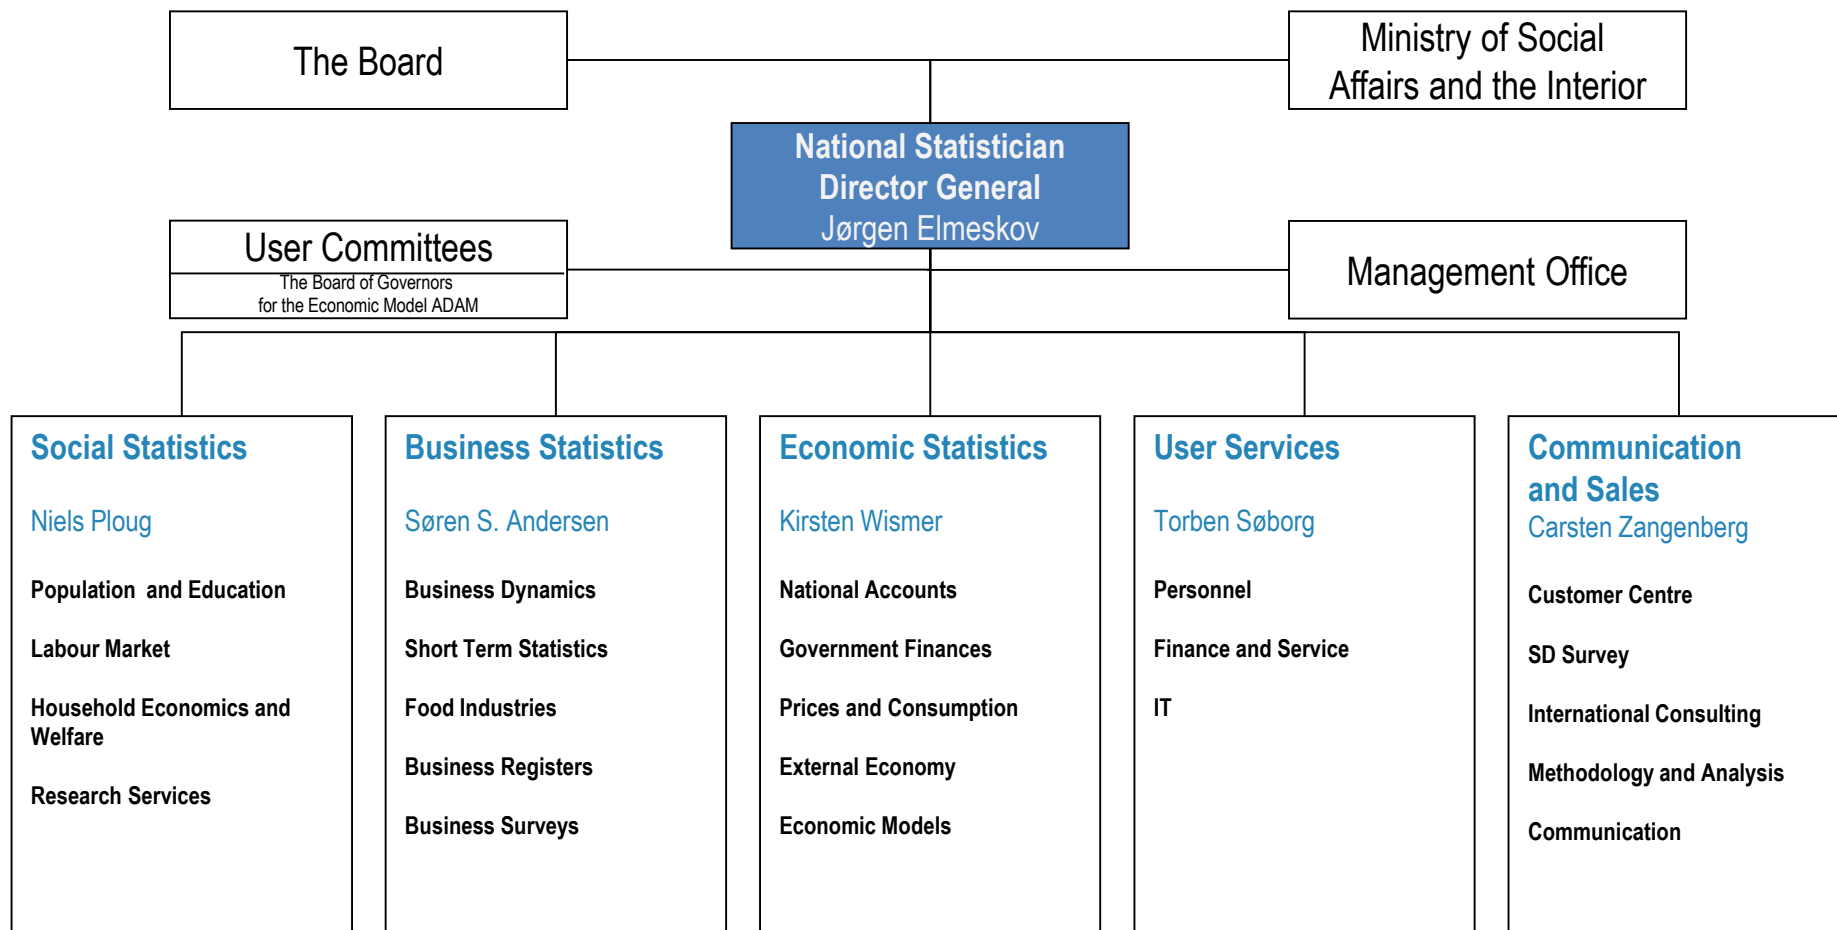 The Board
Ministry of Social
Affairs and the Interior
National Statistician
Director General
Jørgen Elmeskov
User Committees
The Board of Governors
for the Economic Model ADAM
Management Office
Social Statistics
Niels Ploug
Population and Education
Labour Market
Household Economics and
Welfare
Research Services
Business Statistics
Søren S. Andersen
Business Dynamics
Short Term Statistics
Food Industries
Business Registers
Business Surveys
Economic Statistics
Kirsten Wismer
National Accounts
Government Finances
Prices and Consumption
External Economy
Economic Models
User Services
Torben Søborg
Personnel
Finance and Service
IT
Communication
and Sales
Carsten Zangenberg
Customer Centre
SD Survey
International Consulting
Methodology and Analysis
Communication